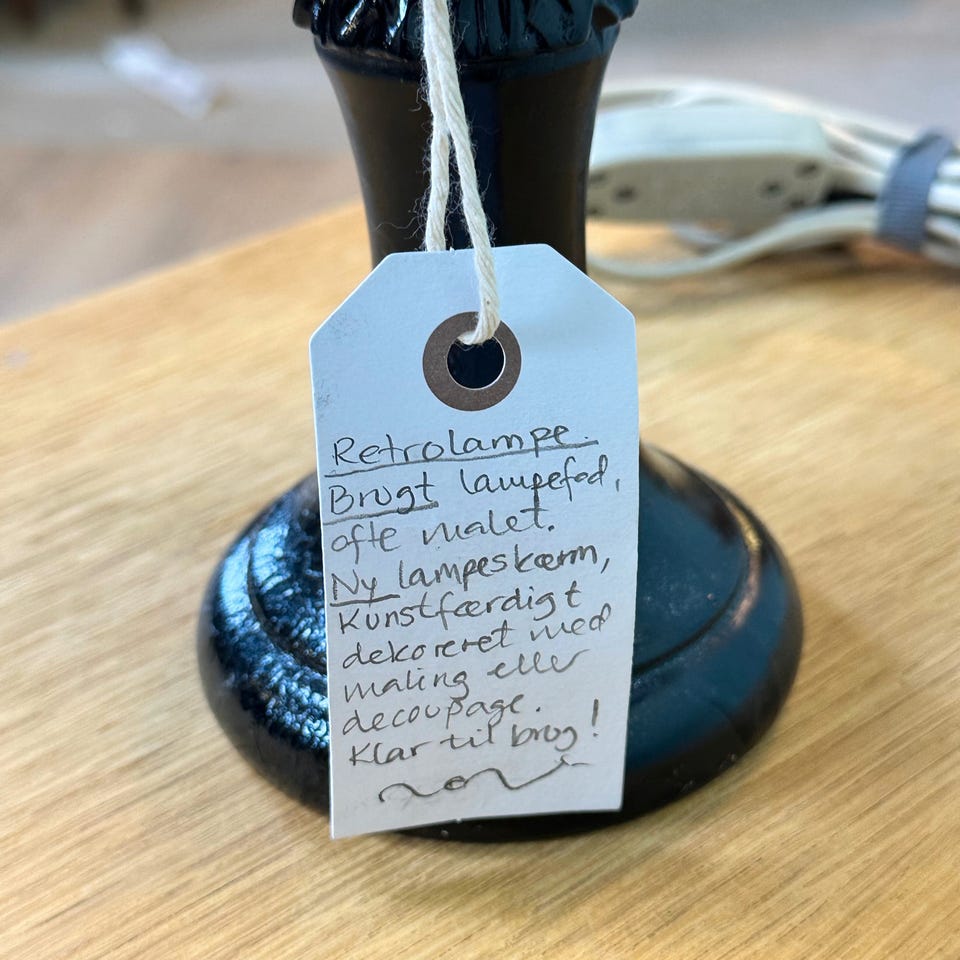 Retrolampe.
Brugt lampefod,
ofte malet.
Ny lampeskærm,
kunstfærdigt
dekoreret med
maling eller
decoupage.
Klar til brug!